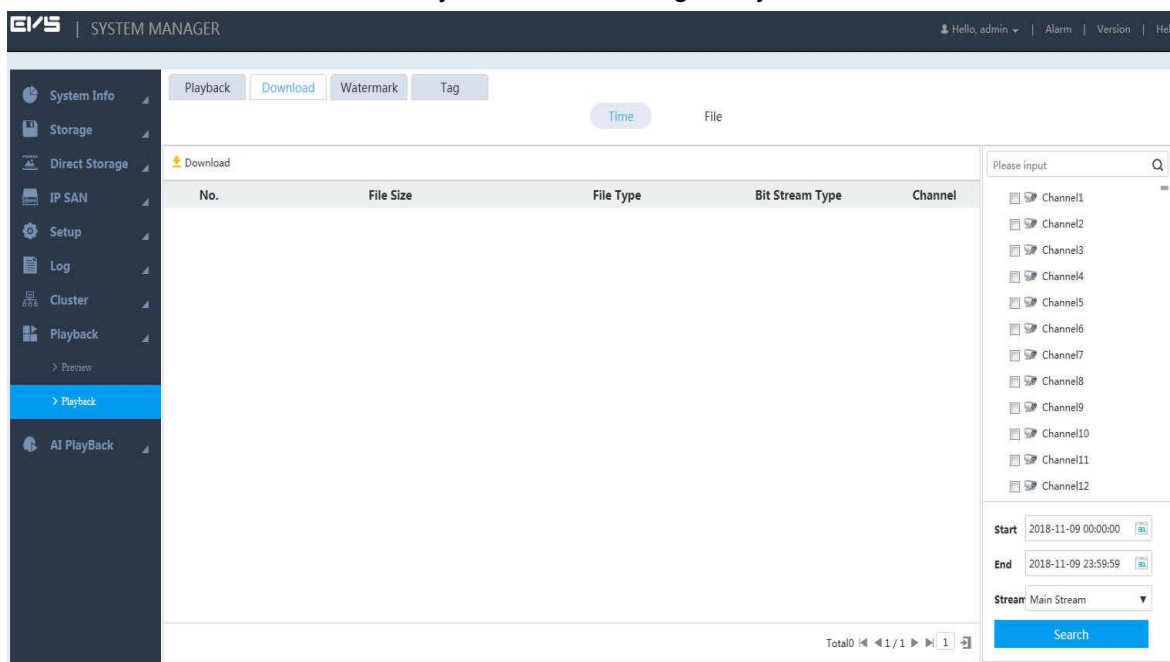 EVS | SYSTEM MANAGER
Hello, admin | Alarm | Version | Hel
System Info
Storage
Direct Storage
IP SAN
Setup
Log
Cluster
Playback
> Preview
> Playback
AI PlayBack
Playback Download Watermark Tag
Time File
Download
No. File Size File Type Bit Stream Type Channel
Total0 1/1 1
Please input
Channel1
Channel2
Channel3
Channel4
Channel5
Channel6
Channel7
Channel8
Channel9
Channel10
Channel11
Channel12
Start 2018-11-09 00:00:00
End 2018-11-09 23:59:59
Stream Main Stream
Search